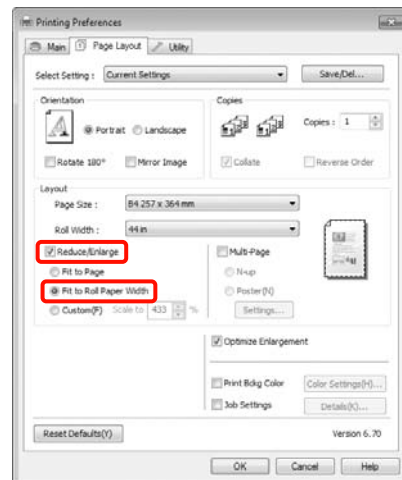 Printing Preferences
Main Page Layout Utility
Select Setting : Current Settings Save/Del...
Orientation
Portrait Landscape
Rotate 180° Mirror Image
Copies
Copies : 1
Collate Reverse Order
Layout
Page Size : B4 257 x 364 mm
Roll Width : 44 in
Reduce/Enlarge
Fit to Page
Fit to Roll Paper Width
Custom(F) Scale to 433 %
Multi-Page
N-up
Poster(N)
Settings...
Optimize Enlargement
Print Bckg Color Color Settings(H)...
Job Settings Details(K)...
Reset Defaults(Y) Version 6.70
OK Cancel Help